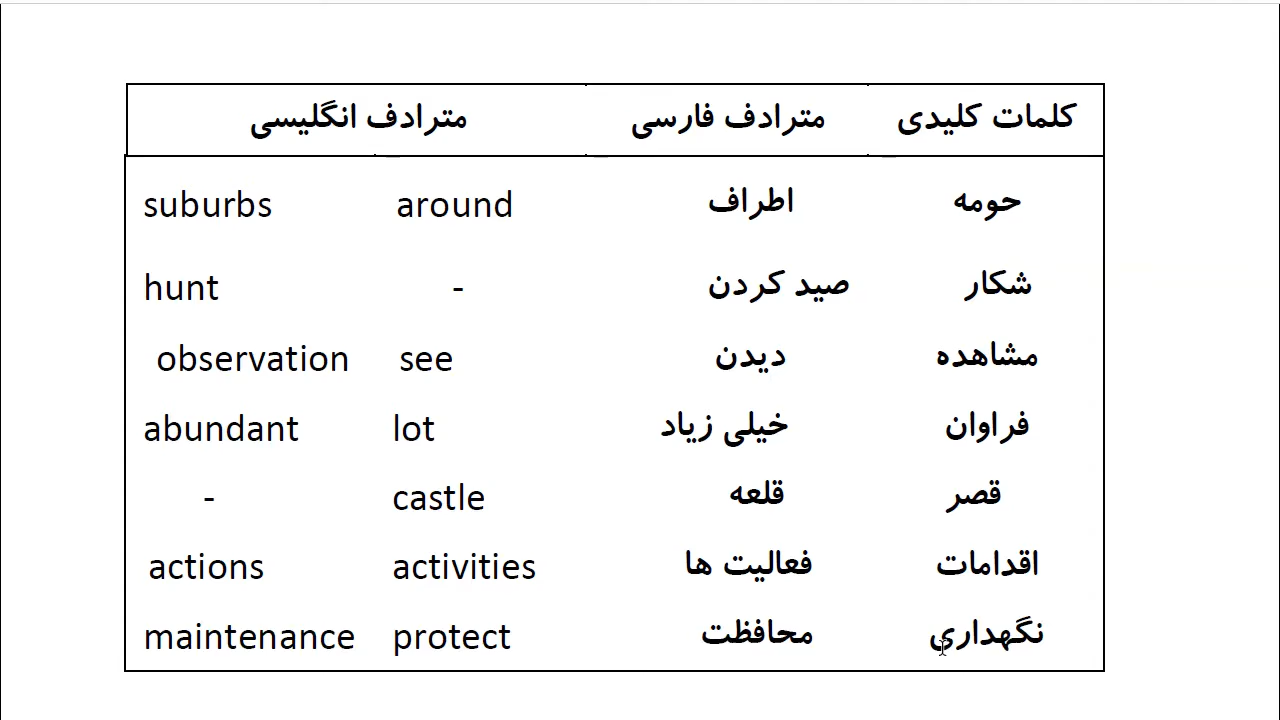 کلمات کلیدی مترادف فارسی مترادف انگلیسی
حومه اطراف around suburbs
شکار صید کردن - hunt
مشاهده دیدن see observation
فراوان خیلی زیاد lot abundant
قصر قلعه castle -
اقدامات فعالیت ها activities actions
نگهداری محافظت protect maintenance